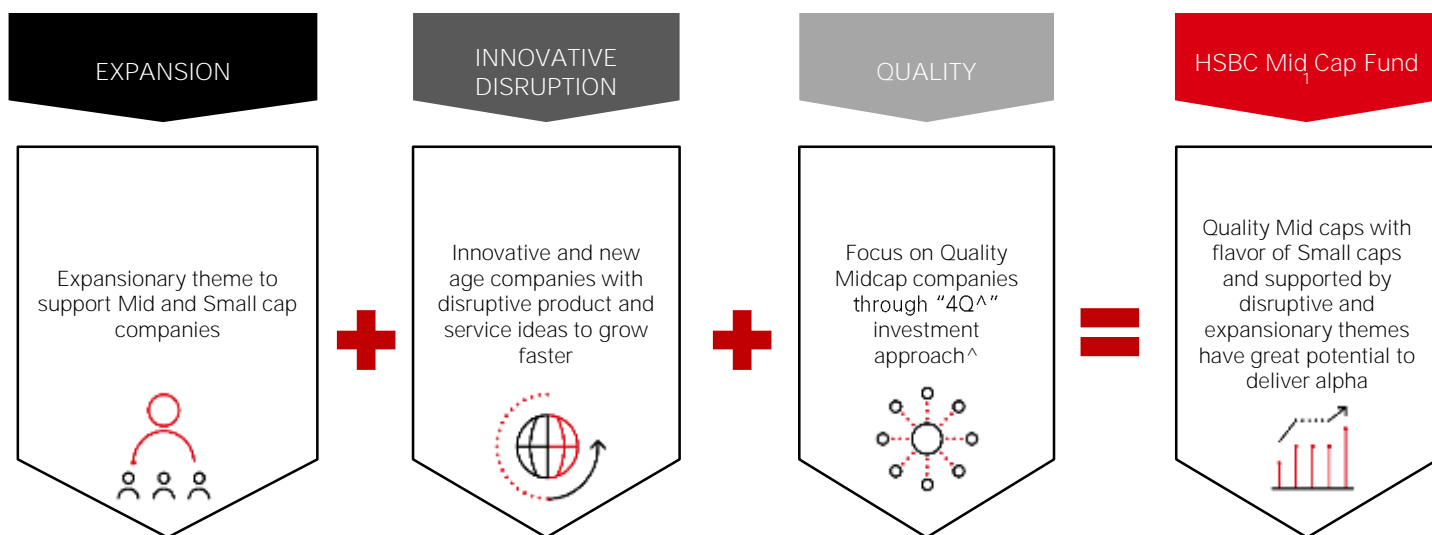 EXPANSION
INNOVATIVE
DISRUPTION
QUALITY
HSBC Mid Cap Fund
1
Expansionary theme to
support Mid and Small cap
companies
Innovative and new
age companies with
disruptive product and
service ideas to grow
faster
Focus on Quality
Midcap companies
through “4Q^”
investment
approach^
Quality Mid caps with
flavor of Small caps
and supported by
disruptive and
expansionary themes
have great potential to
deliver alpha